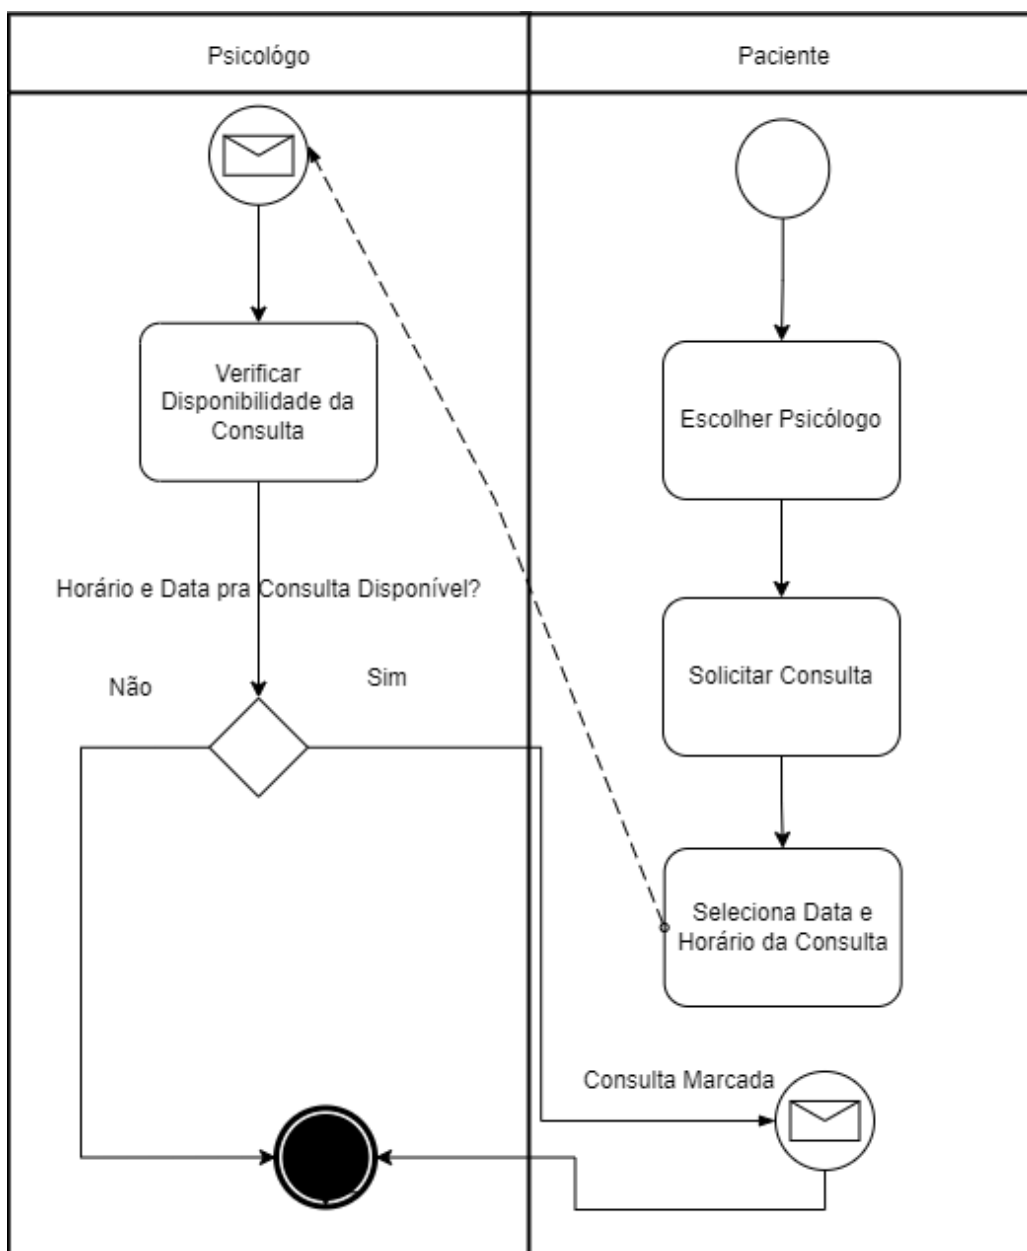 Psicológo
Paciente
Verificar
Disponibilidade da
Consulta
Escolher Psicólogo
Horário e Data pra Consulta Disponível?
Não
Sim
Solicitar Consulta
Seleciona Data e
Horário da Consulta
Consulta Marcada